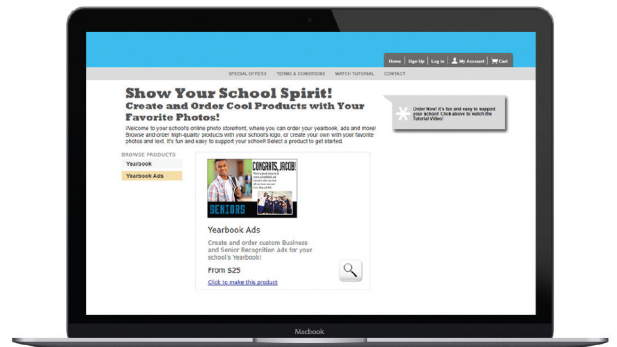 Home | Sign Up | Log in | My Account | Cart
SPECIAL OFFERS TERMS & CONDITIONS WATCH TUTORIAL CONTACT
Show Your School Spirit!
Create and Order Cool Products with Your
Favorite Photos!
Welcome to your school's online photo storefront, where you can order your yearbook, ads and more!
Browse and order high-quality products with your school's logo, or create your own with your favorite
photos and text. It's fun and easy to support your school! Select a product to get started.
Order Now! It's fun and easy to support
your school! Click above to watch the
Tutorial Video!
BROWSE PRODUCTS
Yearbook
Yearbook Ads
CONGRATS, JACOB!
SENIORS
Yearbook Ads
Create and order custom Business
and Senior Recognition Ads for your
school's Yearbook!
From $25
Click to make this product
Macbook